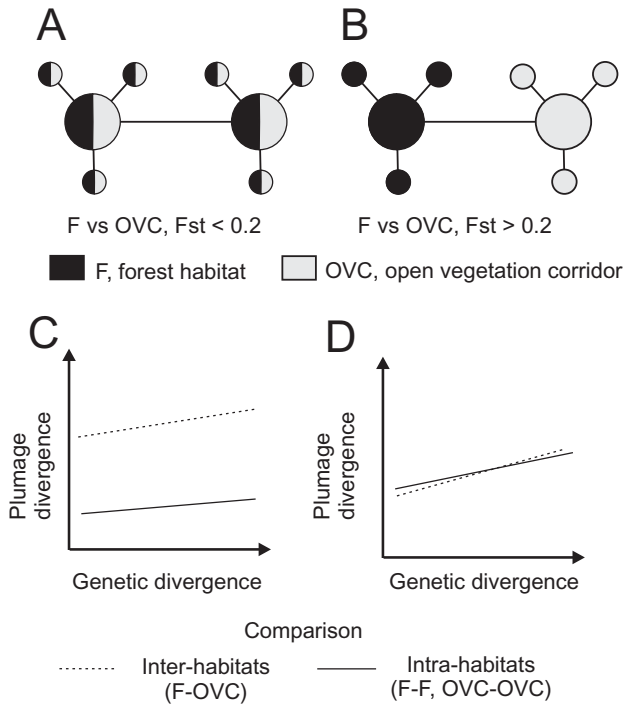 A
B
F vs OVC, Fst < 0.2
F vs OVC, Fst > 0.2
F, forest habitat
OVC, open vegetation corridor
C
D
Plumage
divergence
Genetic divergence
Plumage
divergence
Genetic divergence
Comparison
Inter-habitats
(F-OVC)
Intra-habitats
(F-F, OVC-OVC)